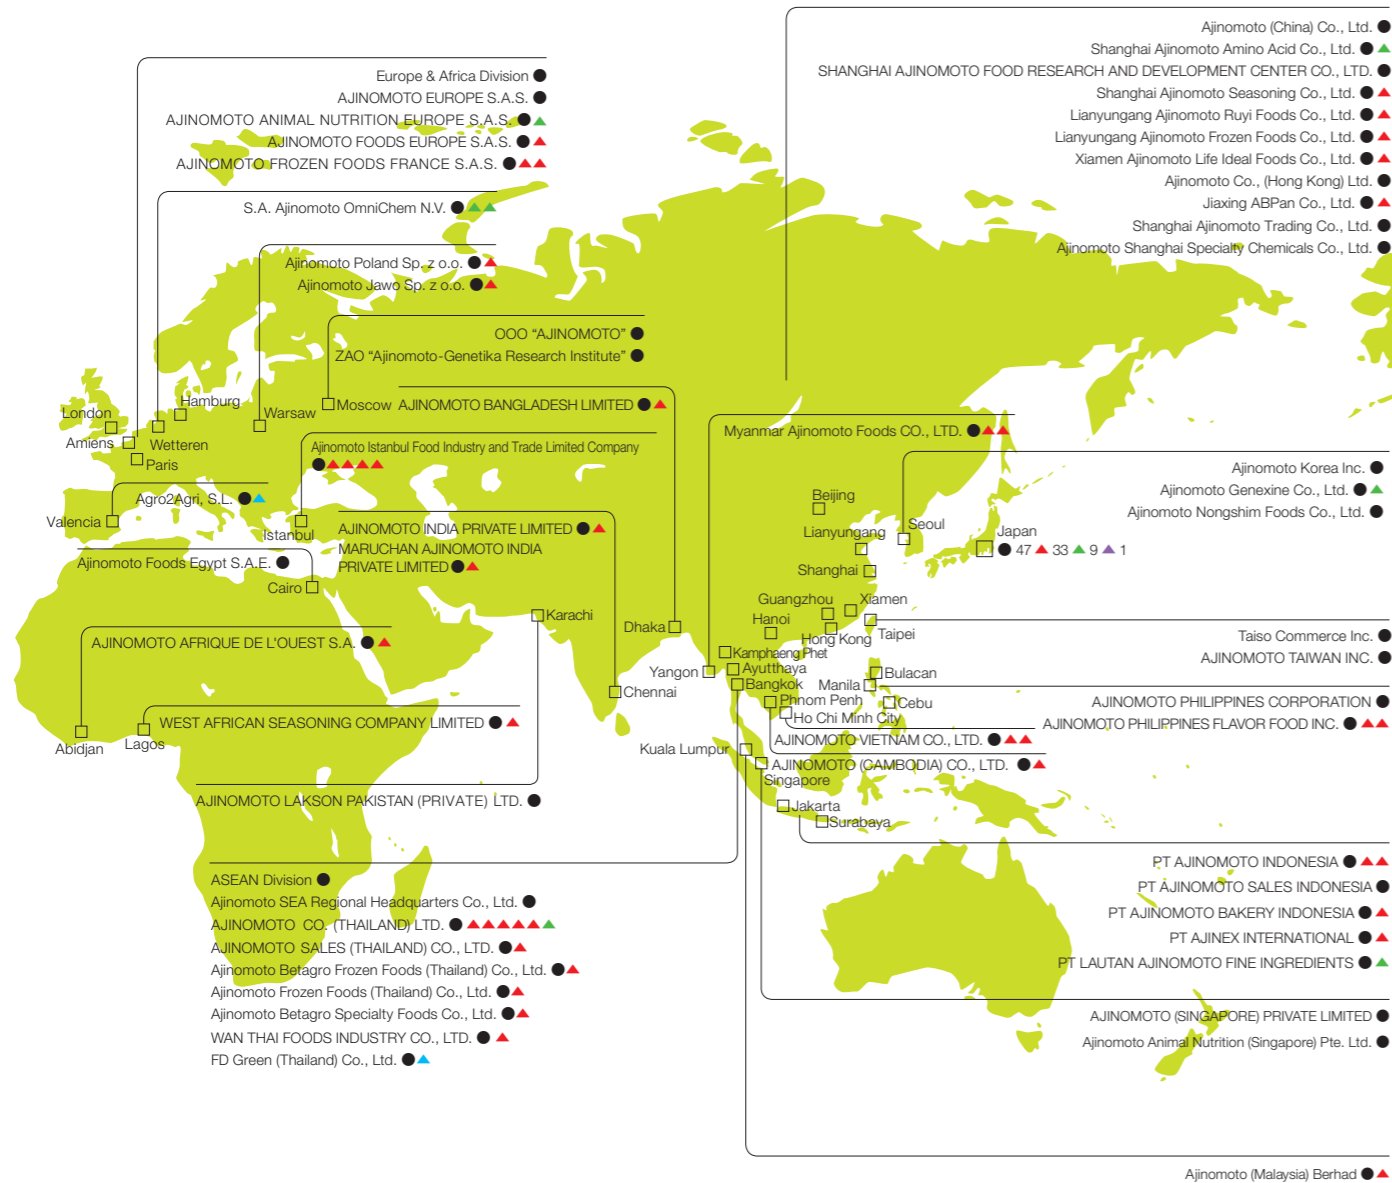 Ajinomoto (China) Co., Ltd.
Shanghai Ajinomoto Amino Acid Co., Ltd.
SHANGHAI AJINOMOTO FOOD RESEARCH AND DEVELOPMENT CENTER CO., LTD.
Shanghai Ajinomoto Seasoning Co., Ltd.
Lianyungang Ajinomoto Ruyi Foods Co., Ltd.
Lianyungang Ajinomoto Frozen Foods Co., Ltd.
Xiamen Ajinomoto Life Ideal Foods Co., Ltd.
Ajinomoto Co., (Hong Kong) Ltd.
Jiaxing ABPan Co., Ltd.
Shanghai Ajinomoto Trading Co., Ltd.
Ajinomoto Shanghai Specialty Chemicals Co., Ltd.
Europe & Africa Division
AJINOMOTO EUROPE S.A.S.
AJINOMOTO ANIMAL NUTRITION EUROPE S.A.S.
AJINOMOTO FOODS EUROPE S.A.S.
AJINOMOTO FROZEN FOODS FRANCE S.A.S.
S.A. Ajinomoto OmniChem N.V.
Ajinomoto Poland Sp. z o.o.
Ajinomoto Jawo Sp. z o.o.
OOO “AJINOMOTO”
ZAO “Ajinomoto-Genetika Research Institute”
London
Hamburg
Warsaw
Moscow
AJINOMOTO BANGLADESH LIMITED
Amiens
Wetteren
Paris
Myanmar Ajinomoto Foods CO., LTD.
Ajinomoto Istanbul Food Industry and Trade Limited Company
Agro2Agri, S.L.
Valencia
Istanbul
Ajinomoto Korea Inc.
Ajinomoto Genexine Co., Ltd.
Ajinomoto Nongshim Foods Co., Ltd.
Beijing
Lianyungang
Seoul
Japan
47 33 9 1
AJINOMOTO INDIA PRIVATE LIMITED
MARUCHAN AJINOMOTO INDIA
PRIVATE LIMITED
Ajinomoto Foods Egypt S.A.E.
Cairo
Shanghai
Guangzhou
Xiamen
Karachi
Dhaka
Hanoi
Hong Kong
Taipei
Taiso Commerce Inc.
AJINOMOTO TAIWAN INC.
AJINOMOTO AFRIQUE DE L'OUEST S.A.
Kamphaeng Phet
Yangon
Ayutthaya
Bangkok
Chennai
Manila
Bulacan
Phnom Penh
Cebu
Ho Chi Minh City
AJINOMOTO PHILIPPINES CORPORATION
AJINOMOTO PHILIPPINES FLAVOR FOOD INC.
WEST AFRICAN SEASONING COMPANY LIMITED
Abidjan
Lagos
AJINOMOTO VIETNAM CO., LTD.
Kuala Lumpur
AJINOMOTO (CAMBODIA) CO., LTD.
Singapore
AJINOMOTO LAKSON PAKISTAN (PRIVATE) LTD.
Jakarta
Surabaya
PT AJINOMOTO INDONESIA
PT AJINOMOTO SALES INDONESIA
PT AJINOMOTO BAKERY INDONESIA
PT AJINEX INTERNATIONAL
PT LAUTAN AJINOMOTO FINE INGREDIENTS
ASEAN Division
Ajinomoto SEA Regional Headquarters Co., Ltd.
AJINOMOTO CO. (THAILAND) LTD.
AJINOMOTO SALES (THAILAND) CO., LTD.
Ajinomoto Betagro Frozen Foods (Thailand) Co., Ltd.
Ajinomoto Frozen Foods (Thailand) Co., Ltd.
Ajinomoto Betagro Specialty Foods Co., Ltd.
WAN THAI FOODS INDUSTRY CO., LTD.
FD Green (Thailand) Co., Ltd.
AJINOMOTO (SINGAPORE) PRIVATE LIMITED
Ajinomoto Animal Nutrition (Singapore) Pte. Ltd.
Ajinomoto (Malaysia) Berhad